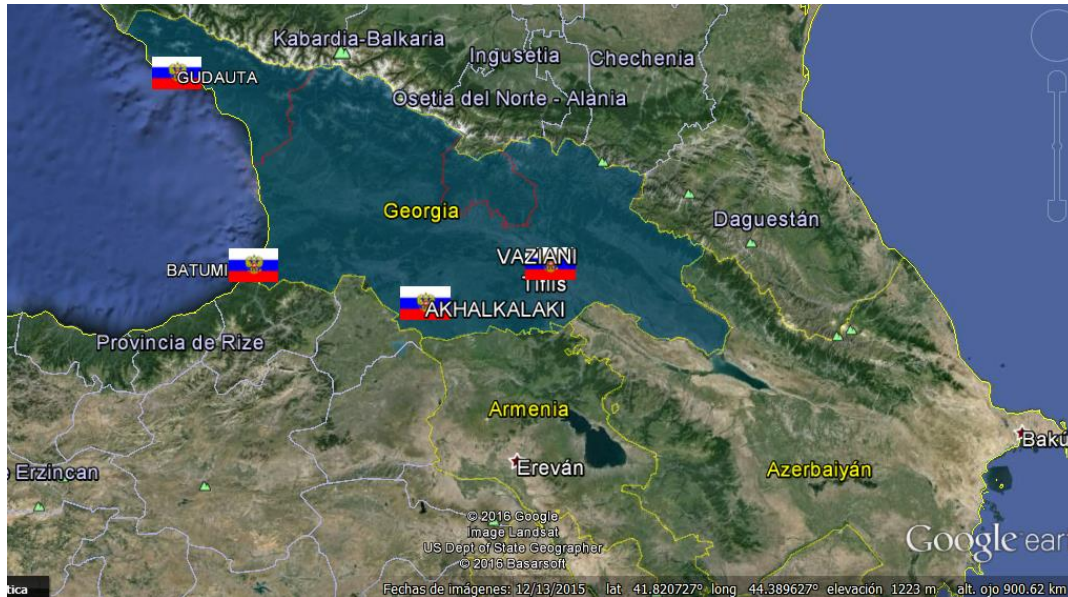 Kabardia-Balkaria
Ingusetia
Chechenia
GUDAUTA
Osetia del Norte - Alania
Georgia
Daguestán
VAZIANI
BATUMI
Tiflis
AKHALKALAKI
Provincia de Rize
Armenia
Bakú
Ereván
Azerbaiyán
e Erzincan
© 2016 Google
Image Landsat
US Dept of State Geographer
© 2016 Basarsoft
Google ear
tica
Fechas de imágenes: 12/13/2015 lat 41.820727° long 44.389627° elevación 1223 m alt. ojo 900.62 km